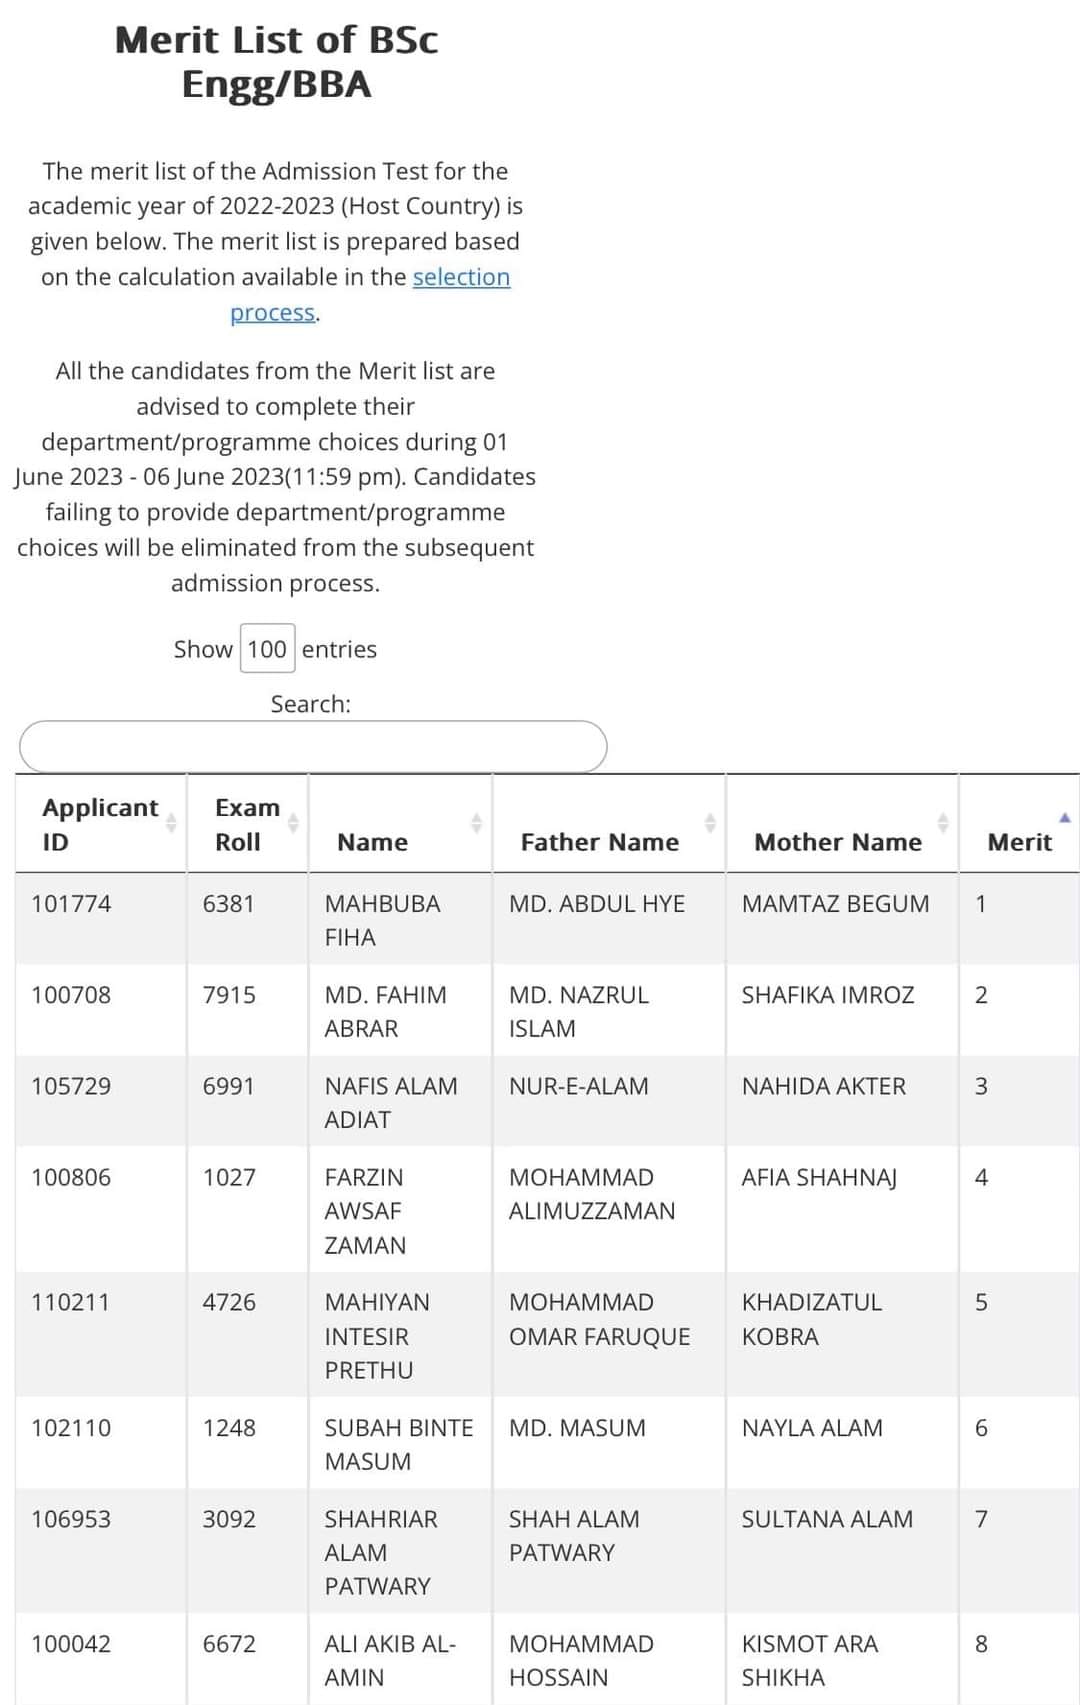 Merit List of BSc
Engg/BBA
The merit list of the Admission Test for the
academic year of 2022-2023 (Host Country) is
given below. The merit list is prepared based
on the calculation available in the selection
process.
All the candidates from the Merit list are
advised to complete their
department/programme choices during 01
June 2023 - 06 June 2023(11:59 pm). Candidates
failing to provide department/programme
choices will be eliminated from the subsequent
admission process.
Show 100 entries
Search:
Applicant ID Exam Roll Name Father Name Mother Name Merit
101774 6381 MAHBUBA FIHA MD. ABDUL HYE MAMTAZ BEGUM 1
100708 7915 MD. FAHIM ABRAR MD. NAZRUL ISLAM SHAFIKA IMROZ 2
105729 6991 NAFIS ALAM ADIAT NUR-E-ALAM NAHIDA AKTER 3
100806 1027 FARZIN AWSAF ZAMAN MOHAMMAD ALIMUZZAMAN AFIA SHAHNAJ 4
110211 4726 MAHIYAN INTESIR PRETHU MOHAMMAD OMAR FARUQUE KHADIZATUL KOBRA 5
102110 1248 SUBAH BINTE MASUM MD. MASUM NAYLA ALAM 6
106953 3092 SHAHRIAR ALAM PATWARY SHAH ALAM PATWARY SULTANA ALAM 7
100042 6672 ALI AKIB AL-AMIN MOHAMMAD HOSSAIN KISMOT ARA SHIKHA 8